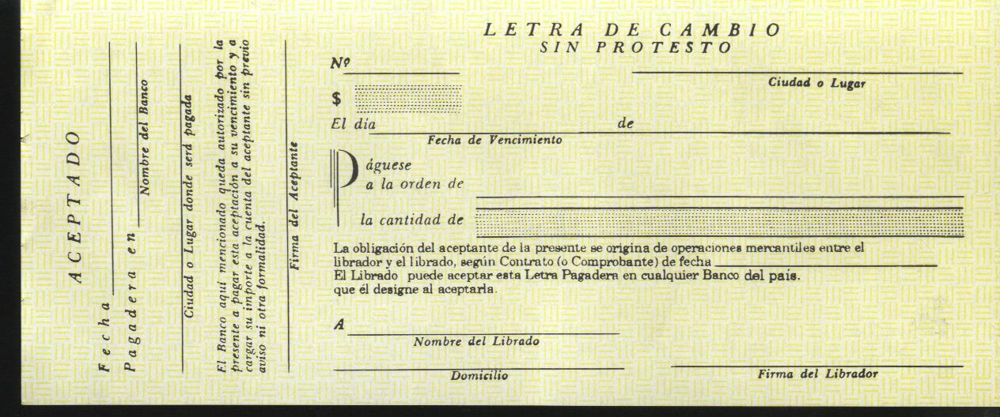 ACEPTADO
Fecha
Pagadera en
Nombre del Banco
Ciudad o Lugar donde será pagada
El Banco aquí mencionado queda autorizado por la
presente a pagar esta aceptación a su vencimiento y a
cargar su importe a la cuenta del aceptante sin previo
aviso ni otra formalidad.
Firma del Aceptante
LETRA DE CAMBIO
SIN PROTESTO
Nº
Ciudad o Lugar
$
El día de
Fecha de Vencimiento
Páguese
a la orden de
la cantidad de
La obligación del aceptante de la presente se origina de operaciones mercantiles entre el
librador y el librado, según Contrato (o Comprobante) de fecha
El Librado puede aceptar esta Letra Pagadera en cualquier Banco del país.
que él designe al aceptarla.
A
Nombre del Librado
Domicilio
Firma del Librador